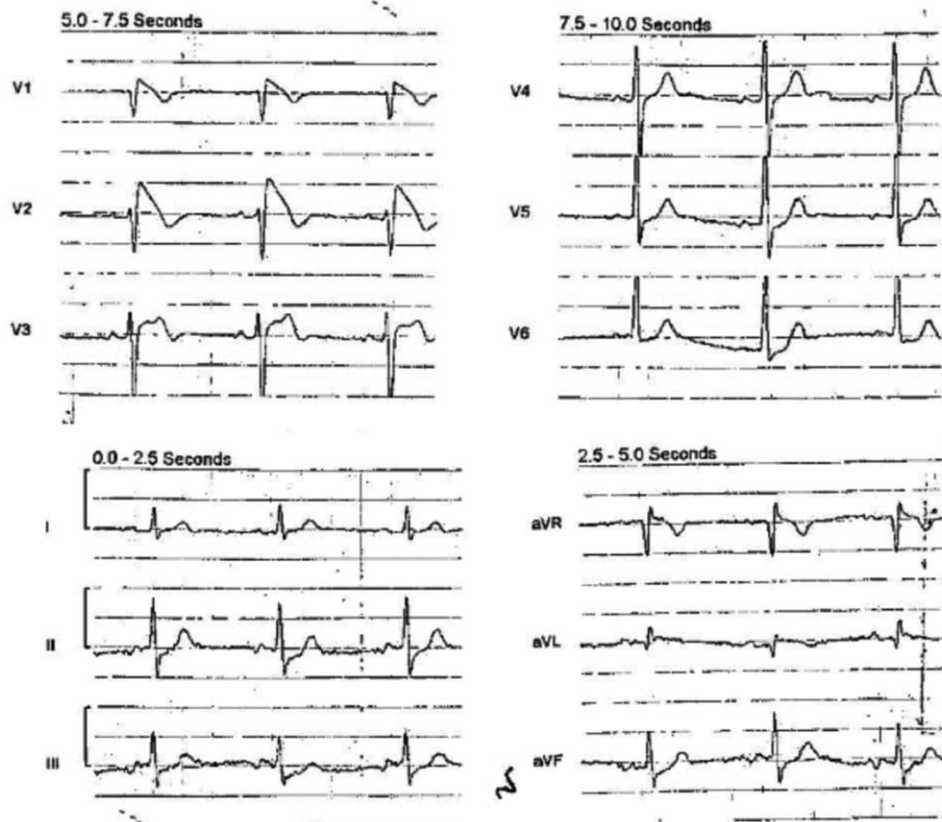 5.0 - 7.5 Seconds
V1
V2
V3
7.5 - 10.0 Seconds
V4
V5
V6
0.0 - 2.5 Seconds
I
II
III
2.5 - 5.0 Seconds
aVR
aVL
aVF